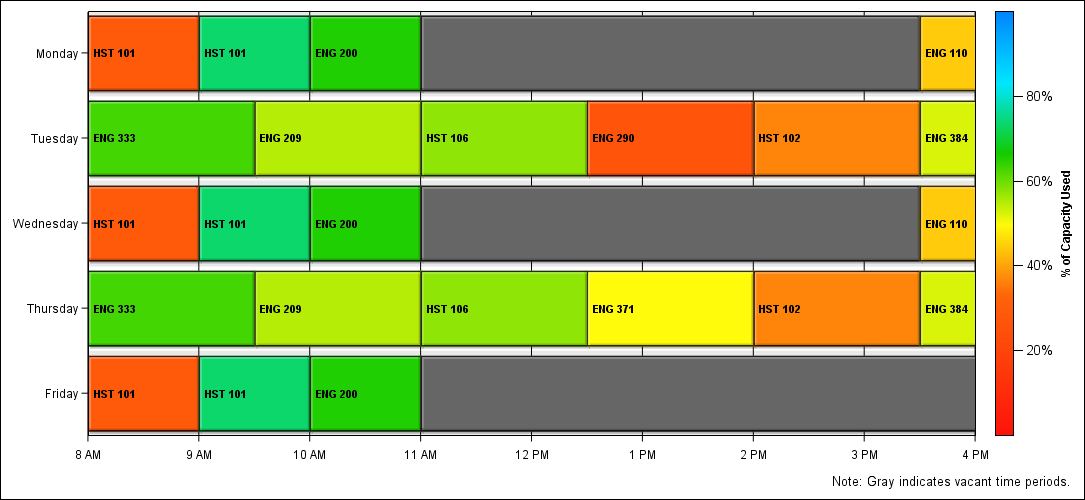 Monday HST 101 HST 101 ENG 200 ENG 110
Tuesday ENG 333 ENG 209 HST 106 ENG 290 HST 102 ENG 384
Wednesday HST 101 HST 101 ENG 200 ENG 110
Thursday ENG 333 ENG 209 HST 106 ENG 371 HST 102 ENG 384
Friday HST 101 HST 101 ENG 200
8 AM 9 AM 10 AM 11 AM 12 PM 1 PM 2 PM 3 PM 4 PM
80%
60%
40%
20%
% of Capacity Used
Note: Gray indicates vacant time periods.